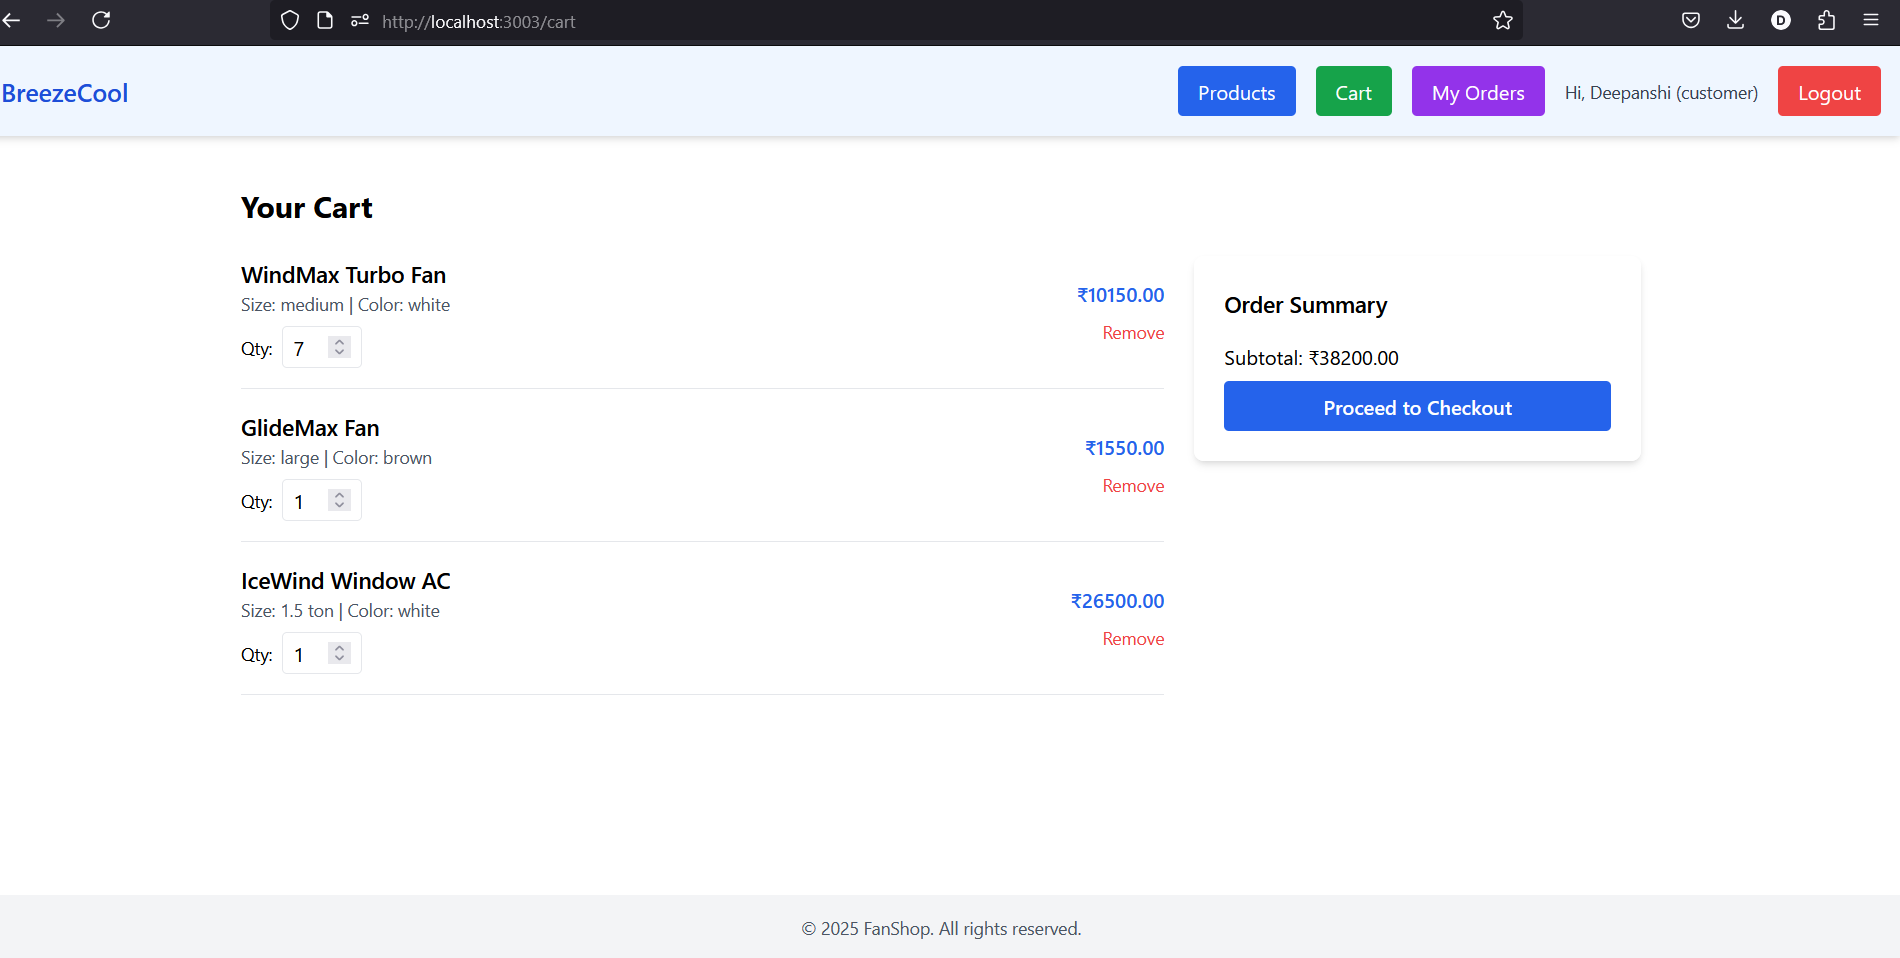 http://localhost:3003/cart
BreezeCool
Products
Cart
My Orders
Hi, Deepanshi (customer)
Logout
Your Cart
WindMax Turbo Fan
Size: medium | Color: white
Qty: 7
₹10150.00
Remove
GlideMax Fan
Size: large | Color: brown
Qty: 1
₹1550.00
Remove
IceWind Window AC
Size: 1.5 ton | Color: white
Qty: 1
₹26500.00
Remove
Order Summary
Subtotal: ₹38200.00
Proceed to Checkout
© 2025 FanShop. All rights reserved.
D